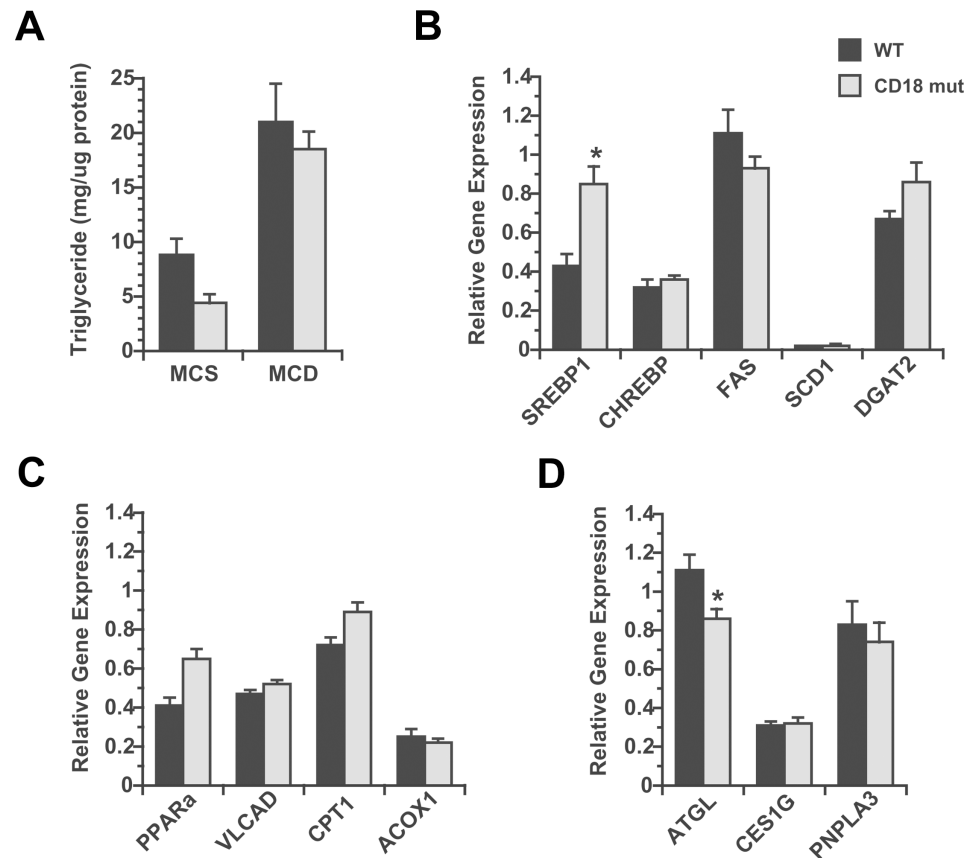 A
Triglyceride (mg/ug protein)
25
20
15
10
5
0
MCS MCD
B
WT
CD18 mut
Relative Gene Expression
1.4
1.2
1
0.8
0.6
0.4
0.2
0
*
SREBP1 CHREBP FAS SCD1 DGAT2
C
Relative Gene Expression
1.4
1.2
1
0.8
0.6
0.4
0.2
0
PPARa VLCAD CPT1 ACOX1
D
Relative Gene Expression
1.4
1.2
1
0.8
0.6
0.4
0.2
0
*
ATGL CES1G PNPLA3